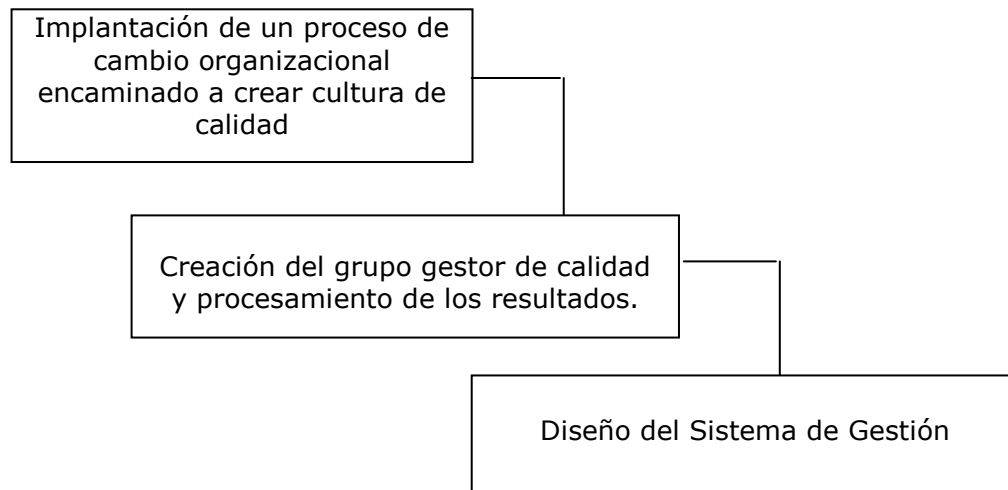 Implantación de un proceso de
cambio organizacional
encaminado a crear cultura de
calidad
Creación del grupo gestor de calidad
y procesamiento de los resultados.
Diseño del Sistema de Gestión